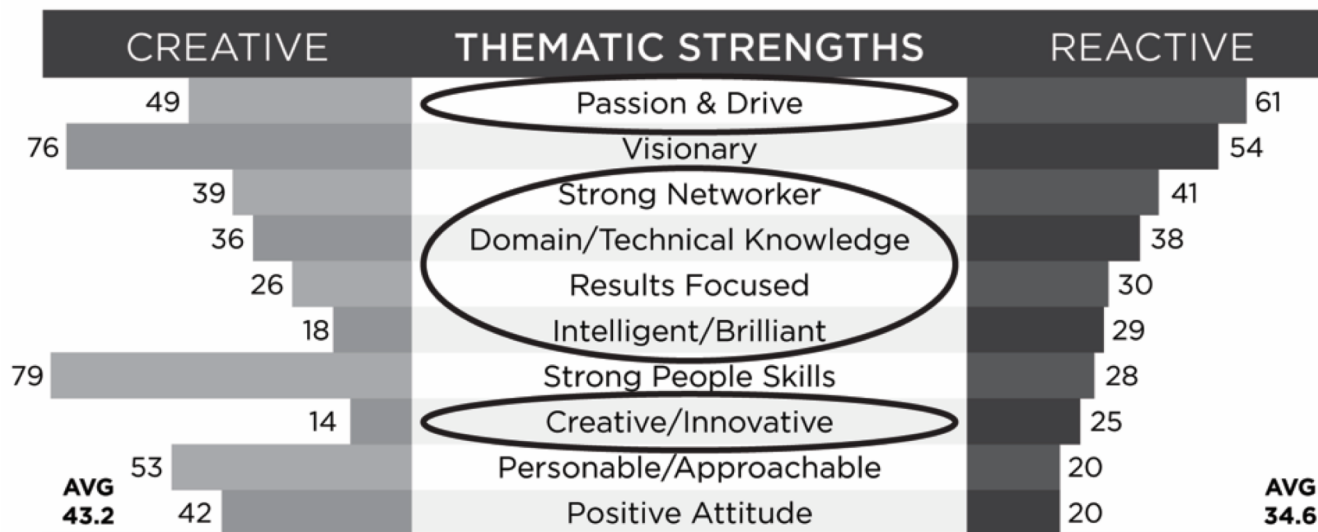 CREATIVE THEMATIC STRENGTHS REACTIVE
49 Passion & Drive 61
76 Visionary 54
39 Strong Networker 41
36 Domain/Technical Knowledge 38
26 Results Focused 30
18 Intelligent/Brilliant 29
79 Strong People Skills 28
14 Creative/Innovative 25
53 Personable/Approachable 20
AVG AVG
43.2 42 Positive Attitude 20 34.6